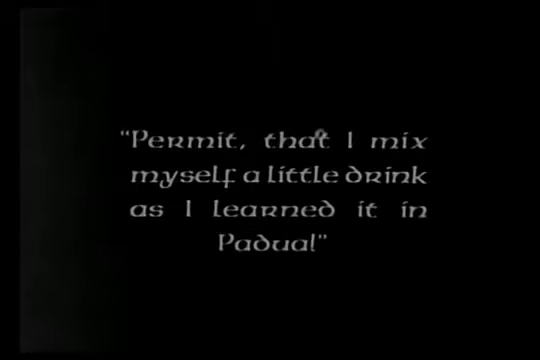 "Permit, that I mix
myself a little drink
as I learned it in
Padua!"